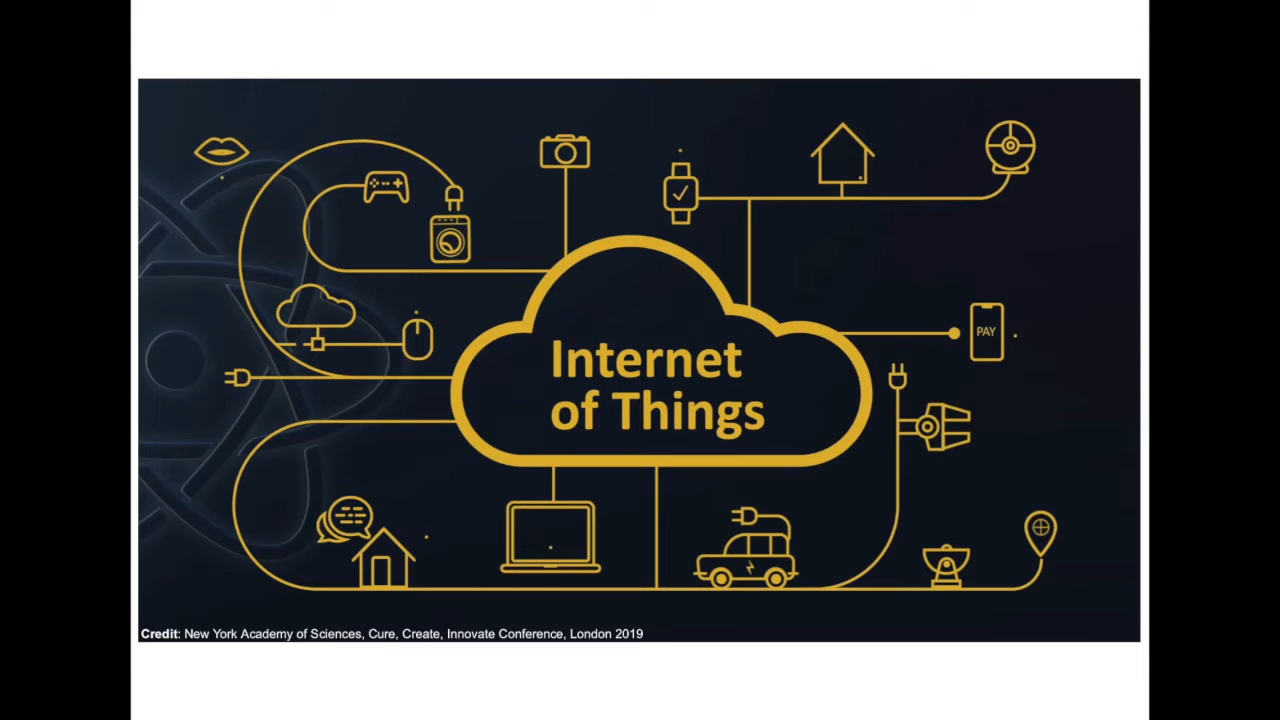 PAY
Internet
of Things
Credit: New York Academy of Sciences, Cure, Create, Innovate Conference, London 2019